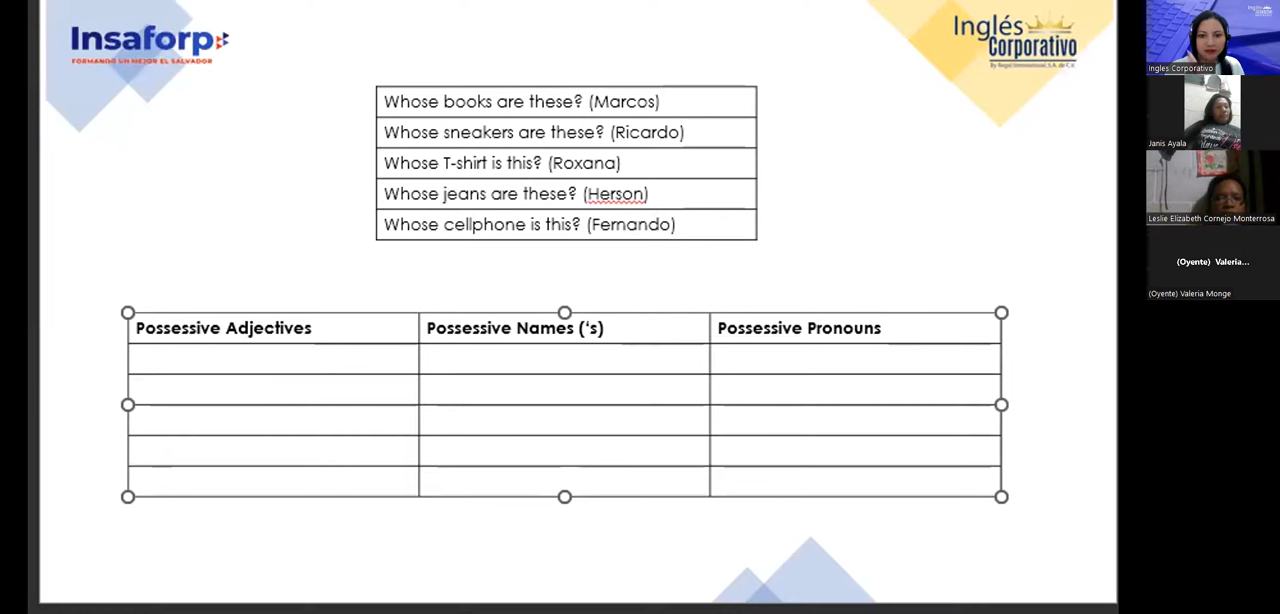 Insaforp
FORMANDO UN MEJOR EL SALVADOR
Inglés
Corporativo
Whose books are these? (Marcos)
Whose sneakers are these? (Ricardo)
Whose T-shirt is this? (Roxana)
Whose jeans are these? (Herson)
Whose cellphone is this? (Fernando)
Possessive Adjectives
Possessive Names (‘s)
Possessive Pronouns
Ingles Corporativo
Janis Ayala
Leslie Elizabeth Cornejo Monterrosa
(Oyente) Valeria...
(Oyente) Valeria Monge